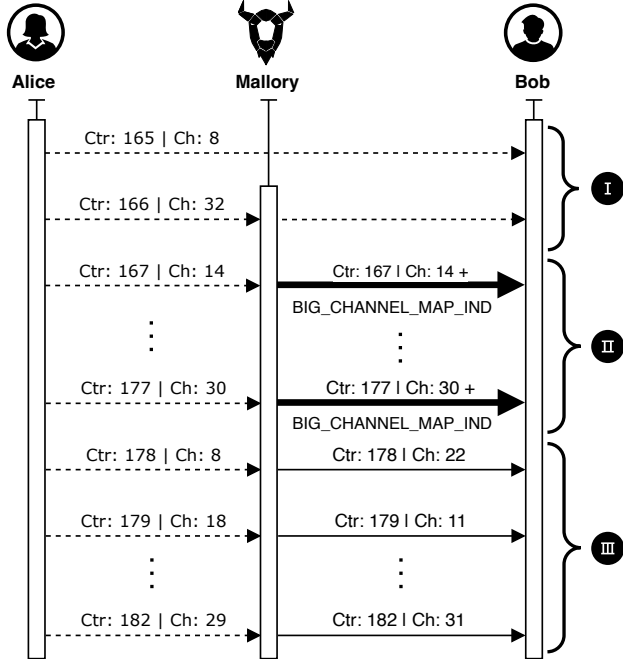 Alice Mallory Bob
Ctr: 165 | Ch: 8
I
Ctr: 166 | Ch: 32
Ctr: 167 | Ch: 14 Ctr: 167 | Ch: 14 +
BIG_CHANNEL_MAP_IND
II
Ctr: 177 | Ch: 30 Ctr: 177 | Ch: 30 +
BIG_CHANNEL_MAP_IND
Ctr: 178 | Ch: 8 Ctr: 178 | Ch: 22
Ctr: 179 | Ch: 18 Ctr: 179 | Ch: 11
III
Ctr: 182 | Ch: 29 Ctr: 182 | Ch: 31